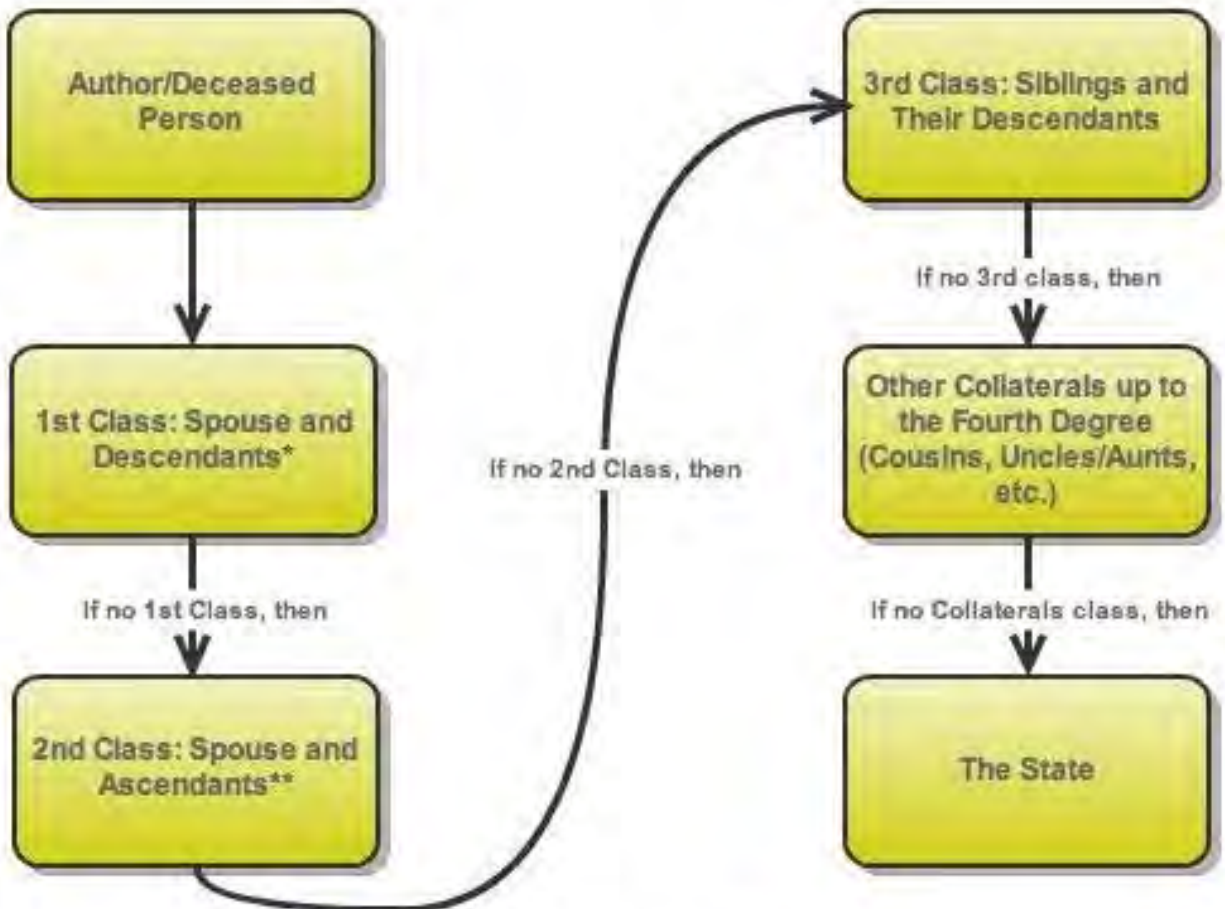 Author/Deceased
Person
1st Class: Spouse and
Descendants*
If no 1st Class, then
2nd Class: Spouse and
Ascendants**
If no 2nd Class, then
3rd Class: Siblings and
Their Descendants
If no 3rd class, then
Other Collaterals up to
the Fourth Degree
(Cousins, Uncles/Aunts,
etc.)
If no Collaterals class, then
The State